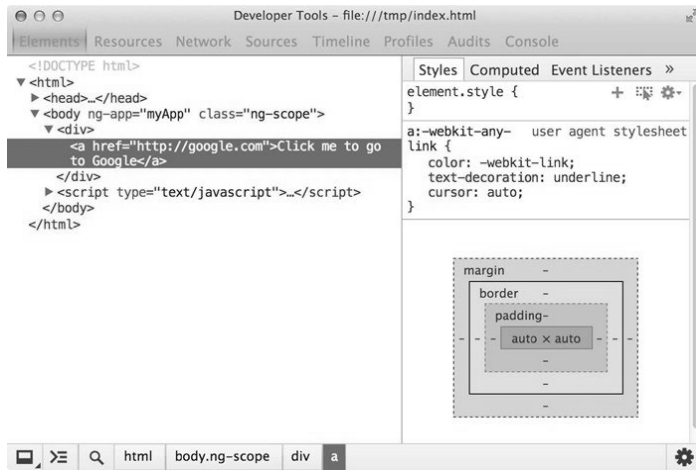 Developer Tools - file:///tmp/index.html
Elements Resources Network Sources Timeline Profiles Audits Console
<!DOCTYPE html>
▼<html>
▶<head>…</head>
▼<body ng-app="myApp" class="ng-scope">
▼<div>
<a href="http://google.com">Click me to go
to Google</a>
</div>
▶<script type="text/javascript">…</script>
</body>
</html>
Styles Computed Event Listeners »
element.style {
}
a:-webkit-any- user agent stylesheet
link {
color: -webkit-link;
text-decoration: underline;
cursor: auto;
}
margin -
border -
padding-
- - - auto × auto - - -
-
-
-
html body.ng-scope div a